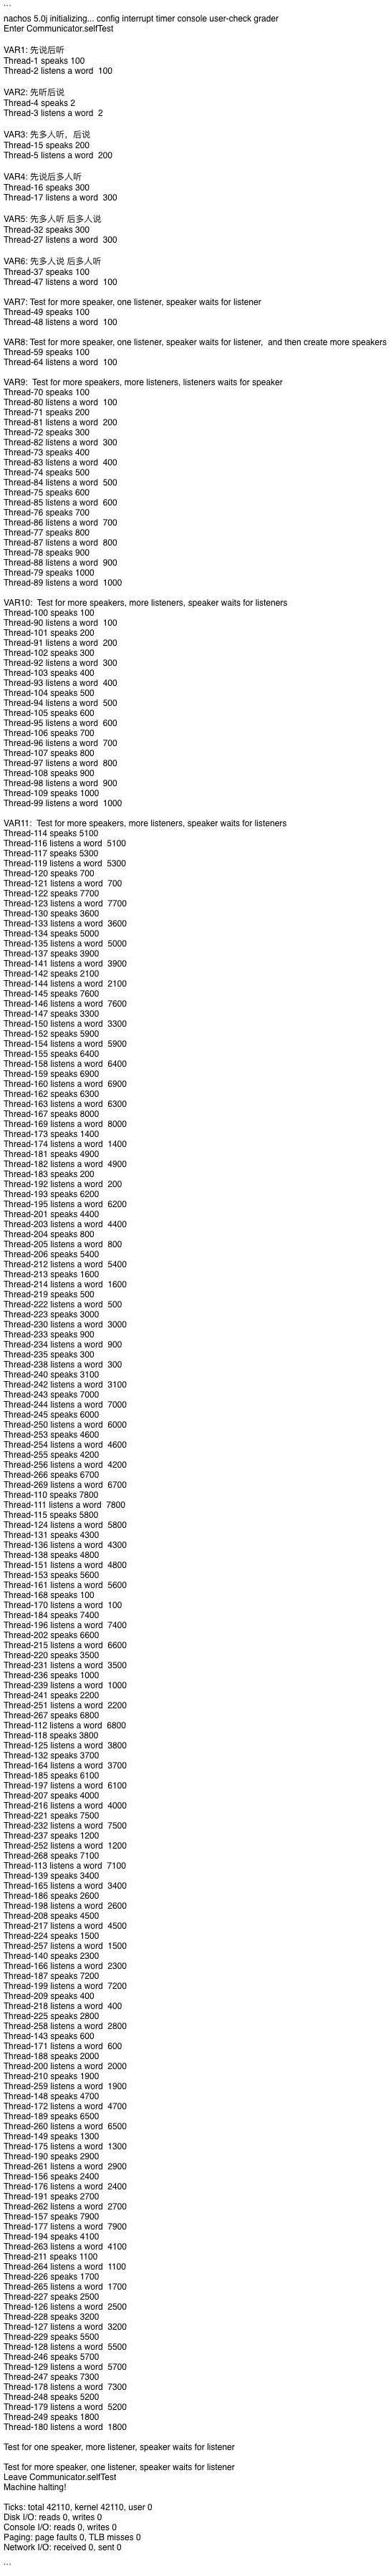 ...
nachos 5.0j initializing... config interrupt timer console user-check grader
Enter Communicator.selfTest
VAR1: 先说后听
Thread-1 speaks 100
Thread-2 listens a word 100
VAR2: 先听后说
Thread-4 speaks 2
Thread-3 listens a word 2
VAR3: 先多人听，后说
Thread-15 speaks 200
Thread-5 listens a word 200
VAR4: 先说后多人听
Thread-16 speaks 300
Thread-17 listens a word 300
VAR5: 先多人听 后多人说
Thread-32 speaks 300
Thread-27 listens a word 300
VAR6: 先多人说 后多人听
Thread-37 speaks 100
Thread-47 listens a word 100
VAR7: Test for more speaker, one listener, speaker waits for listener
Thread-49 speaks 100
Thread-48 listens a word 100
VAR8: Test for more speaker, one listener, speaker waits for listener, and then create more speakers
Thread-59 speaks 100
Thread-64 listens a word 100
VAR9: Test for more speakers, more listeners, listeners waits for speaker
Thread-70 speaks 100
Thread-80 listens a word 100
Thread-71 speaks 200
Thread-81 listens a word 200
Thread-72 speaks 300
Thread-82 listens a word 300
Thread-73 speaks 400
Thread-83 listens a word 400
Thread-74 speaks 500
Thread-84 listens a word 500
Thread-75 speaks 600
Thread-85 listens a word 600
Thread-76 speaks 700
Thread-86 listens a word 700
Thread-77 speaks 800
Thread-87 listens a word 800
Thread-78 speaks 900
Thread-88 listens a word 900
Thread-79 speaks 1000
Thread-89 listens a word 1000
VAR10: Test for more speakers, more listeners, speaker waits for listeners
Thread-100 speaks 100
Thread-90 listens a word 100
Thread-101 speaks 200
Thread-91 listens a word 200
Thread-102 speaks 300
Thread-92 listens a word 300
Thread-103 speaks 400
Thread-93 listens a word 400
Thread-104 speaks 500
Thread-94 listens a word 500
Thread-105 speaks 600
Thread-95 listens a word 600
Thread-106 speaks 700
Thread-96 listens a word 700
Thread-107 speaks 800
Thread-97 listens a word 800
Thread-108 speaks 900
Thread-98 listens a word 900
Thread-109 speaks 1000
Thread-99 listens a word 1000
VAR11: Test for more speakers, more listeners, speaker waits for listeners
Thread-114 speaks 5100
Thread-116 listens a word 5100
Thread-117 speaks 5300
Thread-119 listens a word 5300
Thread-120 speaks 700
Thread-121 listens a word 700
Thread-122 speaks 7700
Thread-123 listens a word 7700
Thread-130 speaks 3600
Thread-133 listens a word 3600
Thread-134 speaks 5000
Thread-135 listens a word 5000
Thread-137 speaks 3900
Thread-141 listens a word 3900
Thread-142 speaks 2100
Thread-144 listens a word 2100
Thread-145 speaks 7600
Thread-146 listens a word 7600
Thread-147 speaks 3300
Thread-150 listens a word 3300
Thread-152 speaks 5900
Thread-154 listens a word 5900
Thread-155 speaks 6400
Thread-158 listens a word 6400
Thread-159 speaks 6900
Thread-160 listens a word 6900
Thread-162 speaks 6300
Thread-163 listens a word 6300
Thread-167 speaks 8000
Thread-169 listens a word 8000
Thread-173 speaks 1400
Thread-174 listens a word 1400
Thread-181 speaks 4900
Thread-182 listens a word 4900
Thread-183 speaks 200
Thread-192 listens a word 200
Thread-193 speaks 6200
Thread-195 listens a word 6200
Thread-201 speaks 4400
Thread-203 listens a word 4400
Thread-204 speaks 800
Thread-205 listens a word 800
Thread-206 speaks 5400
Thread-212 listens a word 5400
Thread-213 speaks 1600
Thread-214 listens a word 1600
Thread-219 speaks 500
Thread-222 listens a word 500
Thread-223 speaks 3000
Thread-230 listens a word 3000
Thread-233 speaks 900
Thread-234 listens a word 900
Thread-235 speaks 300
Thread-238 listens a word 300
Thread-240 speaks 3100
Thread-242 listens a word 3100
Thread-243 speaks 7000
Thread-244 listens a word 7000
Thread-245 speaks 6000
Thread-250 listens a word 6000
Thread-253 speaks 4600
Thread-254 listens a word 4600
Thread-255 speaks 4200
Thread-256 listens a word 4200
Thread-266 speaks 6700
Thread-269 listens a word 6700
Thread-110 speaks 7800
Thread-111 listens a word 7800
Thread-115 speaks 5800
Thread-124 listens a word 5800
Thread-131 speaks 4300
Thread-136 listens a word 4300
Thread-138 speaks 4800
Thread-151 listens a word 4800
Thread-153 speaks 5600
Thread-161 listens a word 5600
Thread-168 speaks 100
Thread-170 listens a word 100
Thread-184 speaks 7400
Thread-196 listens a word 7400
Thread-202 speaks 6600
Thread-215 listens a word 6600
Thread-220 speaks 3500
Thread-231 listens a word 3500
Thread-236 speaks 1000
Thread-239 listens a word 1000
Thread-241 speaks 2200
Thread-251 listens a word 2200
Thread-267 speaks 6800
Thread-112 listens a word 6800
Thread-118 speaks 3800
Thread-125 listens a word 3800
Thread-132 speaks 3700
Thread-164 listens a word 3700
Thread-185 speaks 6100
Thread-197 listens a word 6100
Thread-207 speaks 4000
Thread-216 listens a word 4000
Thread-221 speaks 7500
Thread-232 listens a word 7500
Thread-237 speaks 1200
Thread-252 listens a word 1200
Thread-268 speaks 7100
Thread-113 listens a word 7100
Thread-139 speaks 3400
Thread-165 listens a word 3400
Thread-186 speaks 2600
Thread-198 listens a word 2600
Thread-208 speaks 4500
Thread-217 listens a word 4500
Thread-224 speaks 1500
Thread-257 listens a word 1500
Thread-140 speaks 2300
Thread-166 listens a word 2300
Thread-187 speaks 7200
Thread-199 listens a word 7200
Thread-209 speaks 400
Thread-218 listens a word 400
Thread-225 speaks 2800
Thread-258 listens a word 2800
Thread-143 speaks 600
Thread-171 listens a word 600
Thread-188 speaks 2000
Thread-200 listens a word 2000
Thread-210 speaks 1900
Thread-259 listens a word 1900
Thread-148 speaks 4700
Thread-172 listens a word 4700
Thread-189 speaks 6500
Thread-260 listens a word 6500
Thread-149 speaks 1300
Thread-175 listens a word 1300
Thread-190 speaks 2900
Thread-261 listens a word 2900
Thread-156 speaks 2400
Thread-176 listens a word 2400
Thread-191 speaks 2700
Thread-262 listens a word 2700
Thread-157 speaks 7900
Thread-177 listens a word 7900
Thread-194 speaks 4100
Thread-263 listens a word 4100
Thread-211 speaks 1100
Thread-264 listens a word 1100
Thread-226 speaks 1700
Thread-265 listens a word 1700
Thread-227 speaks 2500
Thread-126 listens a word 2500
Thread-228 speaks 3200
Thread-127 listens a word 3200
Thread-229 speaks 5500
Thread-128 listens a word 5500
Thread-246 speaks 5700
Thread-129 listens a word 5700
Thread-247 speaks 7300
Thread-178 listens a word 7300
Thread-248 speaks 5200
Thread-179 listens a word 5200
Thread-249 speaks 1800
Thread-180 listens a word 1800
Test for one speaker, more listener, speaker waits for listener
Test for more speaker, one listener, speaker waits for listener
Leave Communicator.selfTest
Machine halting!
Ticks: total 42110, kernel 42110, user 0
Disk I/O: reads 0, writes 0
Console I/O: reads 0, writes 0
Paging: page faults 0, TLB misses 0
Network I/O: received 0, sent 0
...